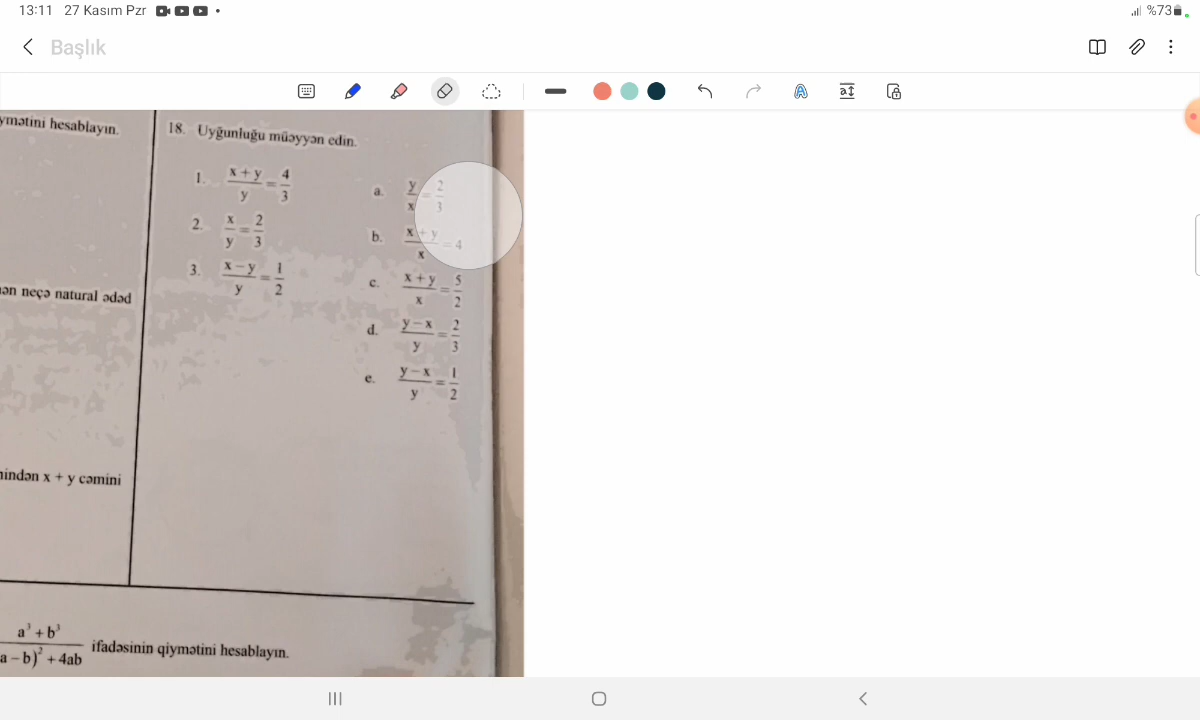 13:11 27 Kasım Pzr
%73
Başlık
ymətini hesablayın.
ən neçə natural ədəd
indən x + y cəmini
18. Uyğunluğu müəyyən edin.
1. (x + y)/y = 4/3
2. x/y = 2/3
3. (x − y)/y = 1/2
a. y/x = 2/3
b. (x + y)/x = 4
c. (x + y)/x = 5/2
d. (y − x)/y = 2/3
e. (y − x)/y = 1/2
a³ + b³
a − b)² + 4ab ifadəsinin qiymətini hesablayın.